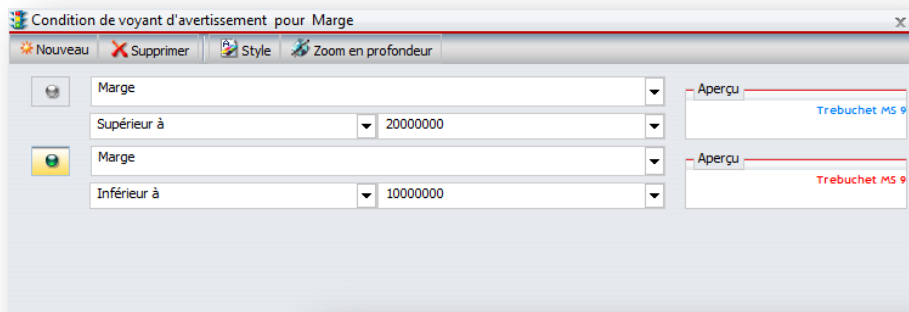 Condition de voyant d'avertissement pour Marge
Nouveau Supprimer Style Zoom en profondeur
Marge
Aperçu
Trebuchet MS 9
Supérieur à 20000000
Marge
Aperçu
Trebuchet MS 9
Inférieur à 10000000